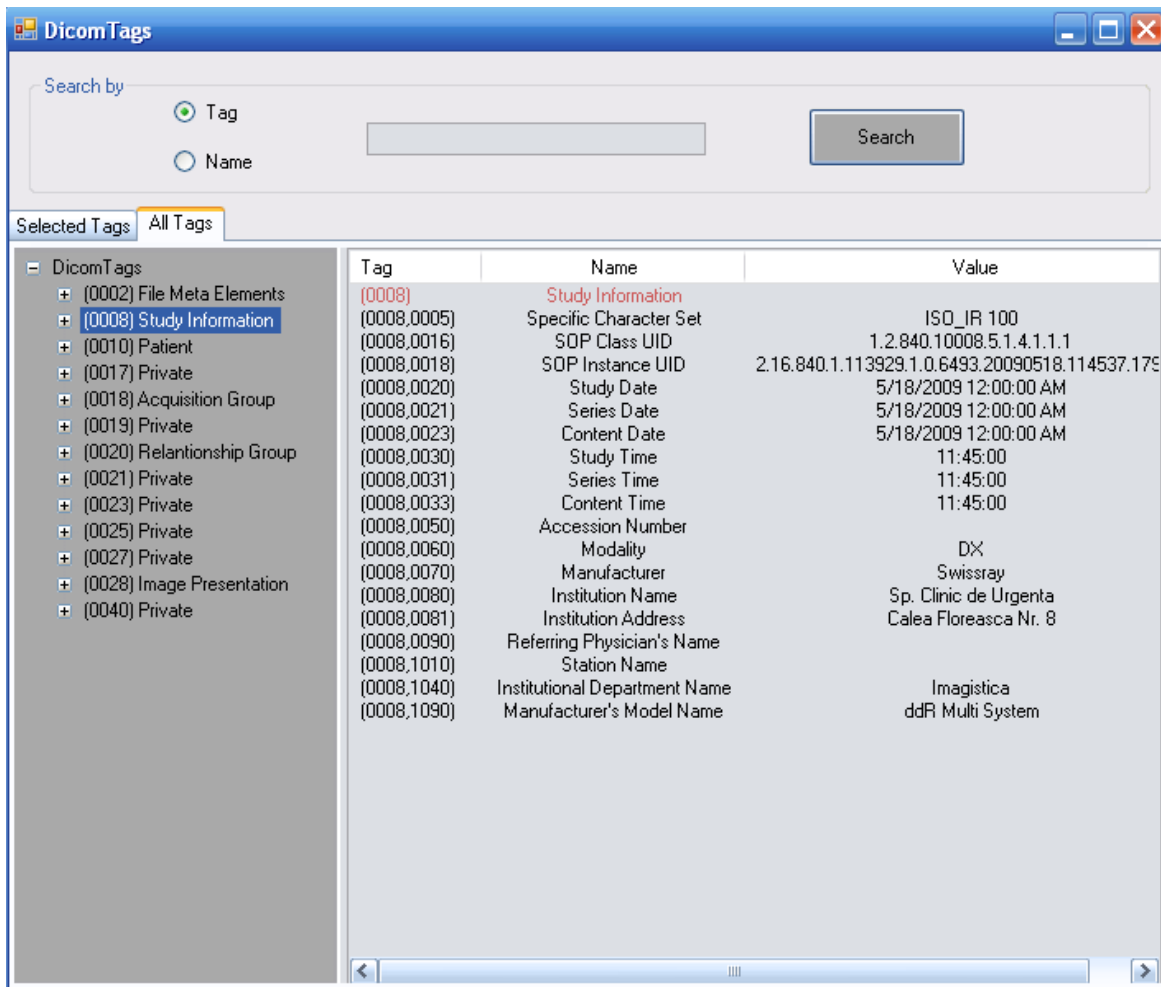 DicomTags
Search by
Tag
Name
Search
Selected Tags All Tags
DicomTags
(0002) File Meta Elements
(0008) Study Information
(0010) Patient
(0017) Private
(0018) Acquisition Group
(0019) Private
(0020) Relantionship Group
(0021) Private
(0023) Private
(0025) Private
(0027) Private
(0028) Image Presentation
(0040) Private
Tag Name Value
(0008) Study Information
(0008,0005) Specific Character Set ISO_IR 100
(0008,0016) SOP Class UID 1.2.840.10008.5.1.4.1.1.1
(0008,0018) SOP Instance UID 2.16.840.1.113929.1.0.6493.20090518.114537.179
(0008,0020) Study Date 5/18/2009 12:00:00 AM
(0008,0021) Series Date 5/18/2009 12:00:00 AM
(0008,0023) Content Date 5/18/2009 12:00:00 AM
(0008,0030) Study Time 11:45:00
(0008,0031) Series Time 11:45:00
(0008,0033) Content Time 11:45:00
(0008,0050) Accession Number
(0008,0060) Modality DX
(0008,0070) Manufacturer Swissray
(0008,0080) Institution Name Sp. Clinic de Urgenta
(0008,0081) Institution Address Calea Floreasca Nr. 8
(0008,0090) Referring Physician's Name
(0008,1010) Station Name
(0008,1040) Institutional Department Name Imagistica
(0008,1090) Manufacturer's Model Name ddR Multi System